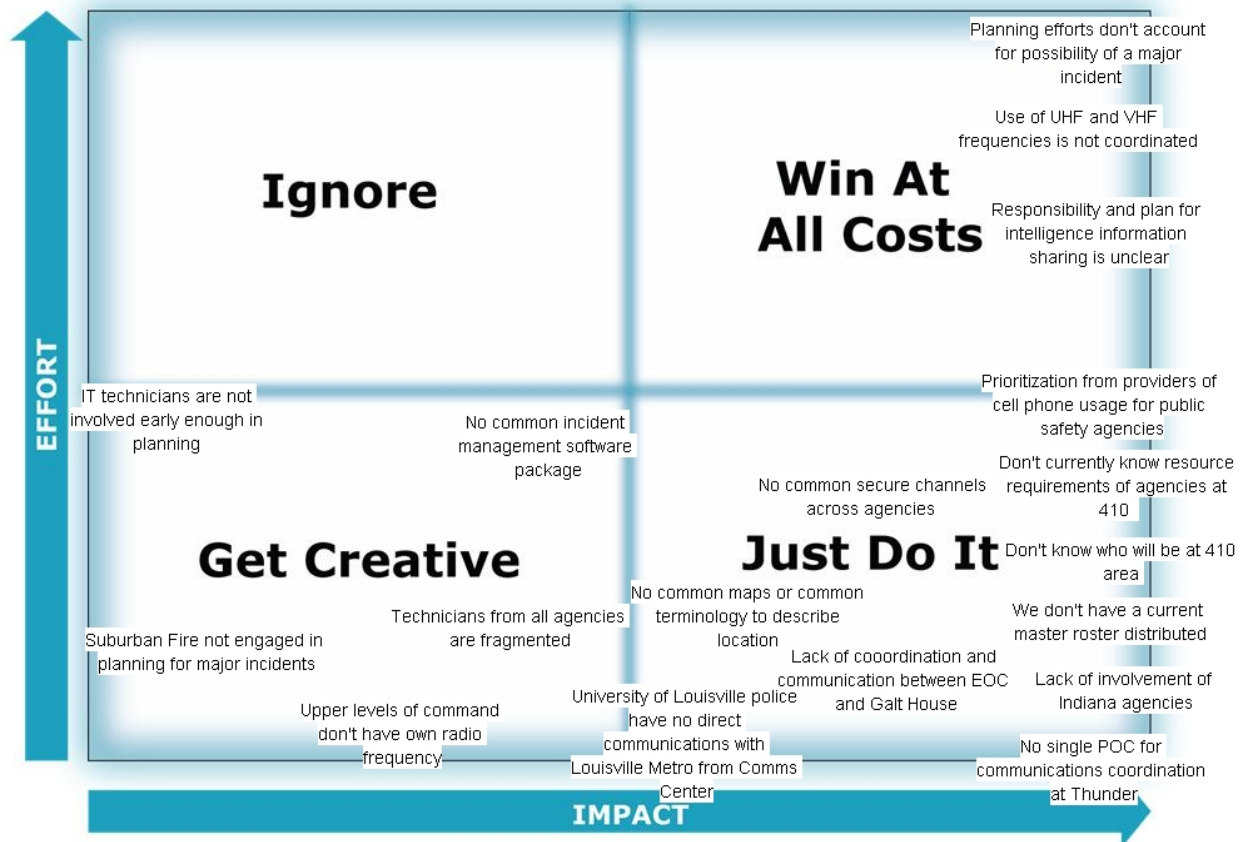 Planning efforts don't account
for possibility of a major
incident
Use of UHF and VHF
frequencies is not coordinated
Ignore
Win At
All Costs
Responsibility and plan for
intelligence information
sharing is unclear
EFFORT
IT technicians are not
involved early enough in
planning
No common incident
management software
package
Prioritization from providers of
cell phone usage for public
safety agencies
No common secure channels
across agencies
Don't currently know resource
requirements of agencies at
410
Get Creative
Just Do It
Don't know who will be at 410
area
Technicians from all agencies
are fragmented
No common maps or common
terminology to describe
location
We don't have a current
master roster distributed
Suburban Fire not engaged in
planning for major incidents
Lack of cooordination and
communication between EOC
and Galt House
Lack of involvement of
Indiana agencies
Upper levels of command
don't have own radio
frequency
University of Louisville police
have no direct
communications with
Louisville Metro from Comms
Center
No single POC for
communications coordination
at Thunder
IMPACT